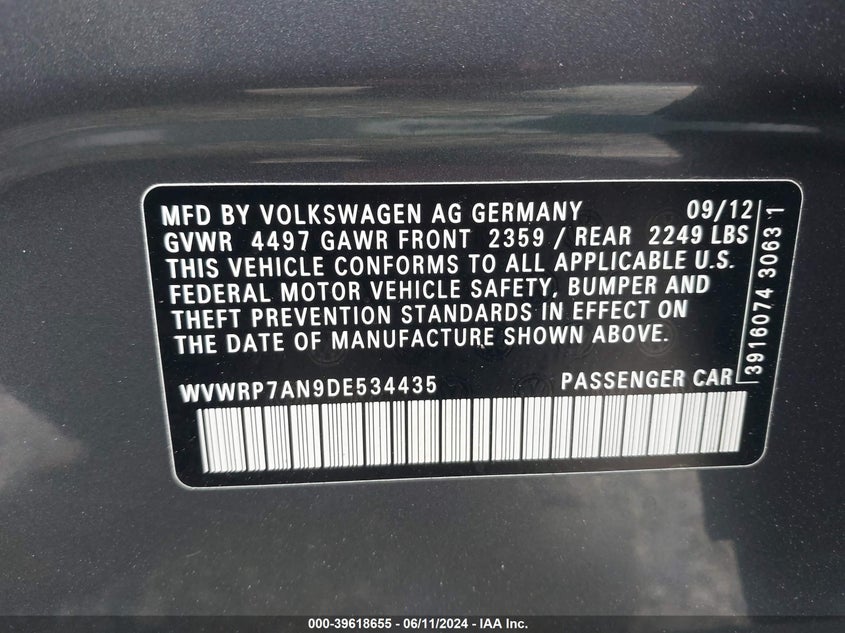 MFD BY VOLKSWAGEN AG GERMANY 09/12
GVWR 4497 GAWR FRONT 2359 / REAR 2249 LBS
THIS VEHICLE CONFORMS TO ALL APPLICABLE U.S.
FEDERAL MOTOR VEHICLE SAFETY, BUMPER AND
THEFT PREVENTION STANDARDS IN EFFECT ON
THE DATE OF MANUFACTURE SHOWN ABOVE.
WVWRP7AN9DE534435 PASSENGER CAR
3916074 3063 1
000-39618655 - 06/11/2024 - IAA Inc.